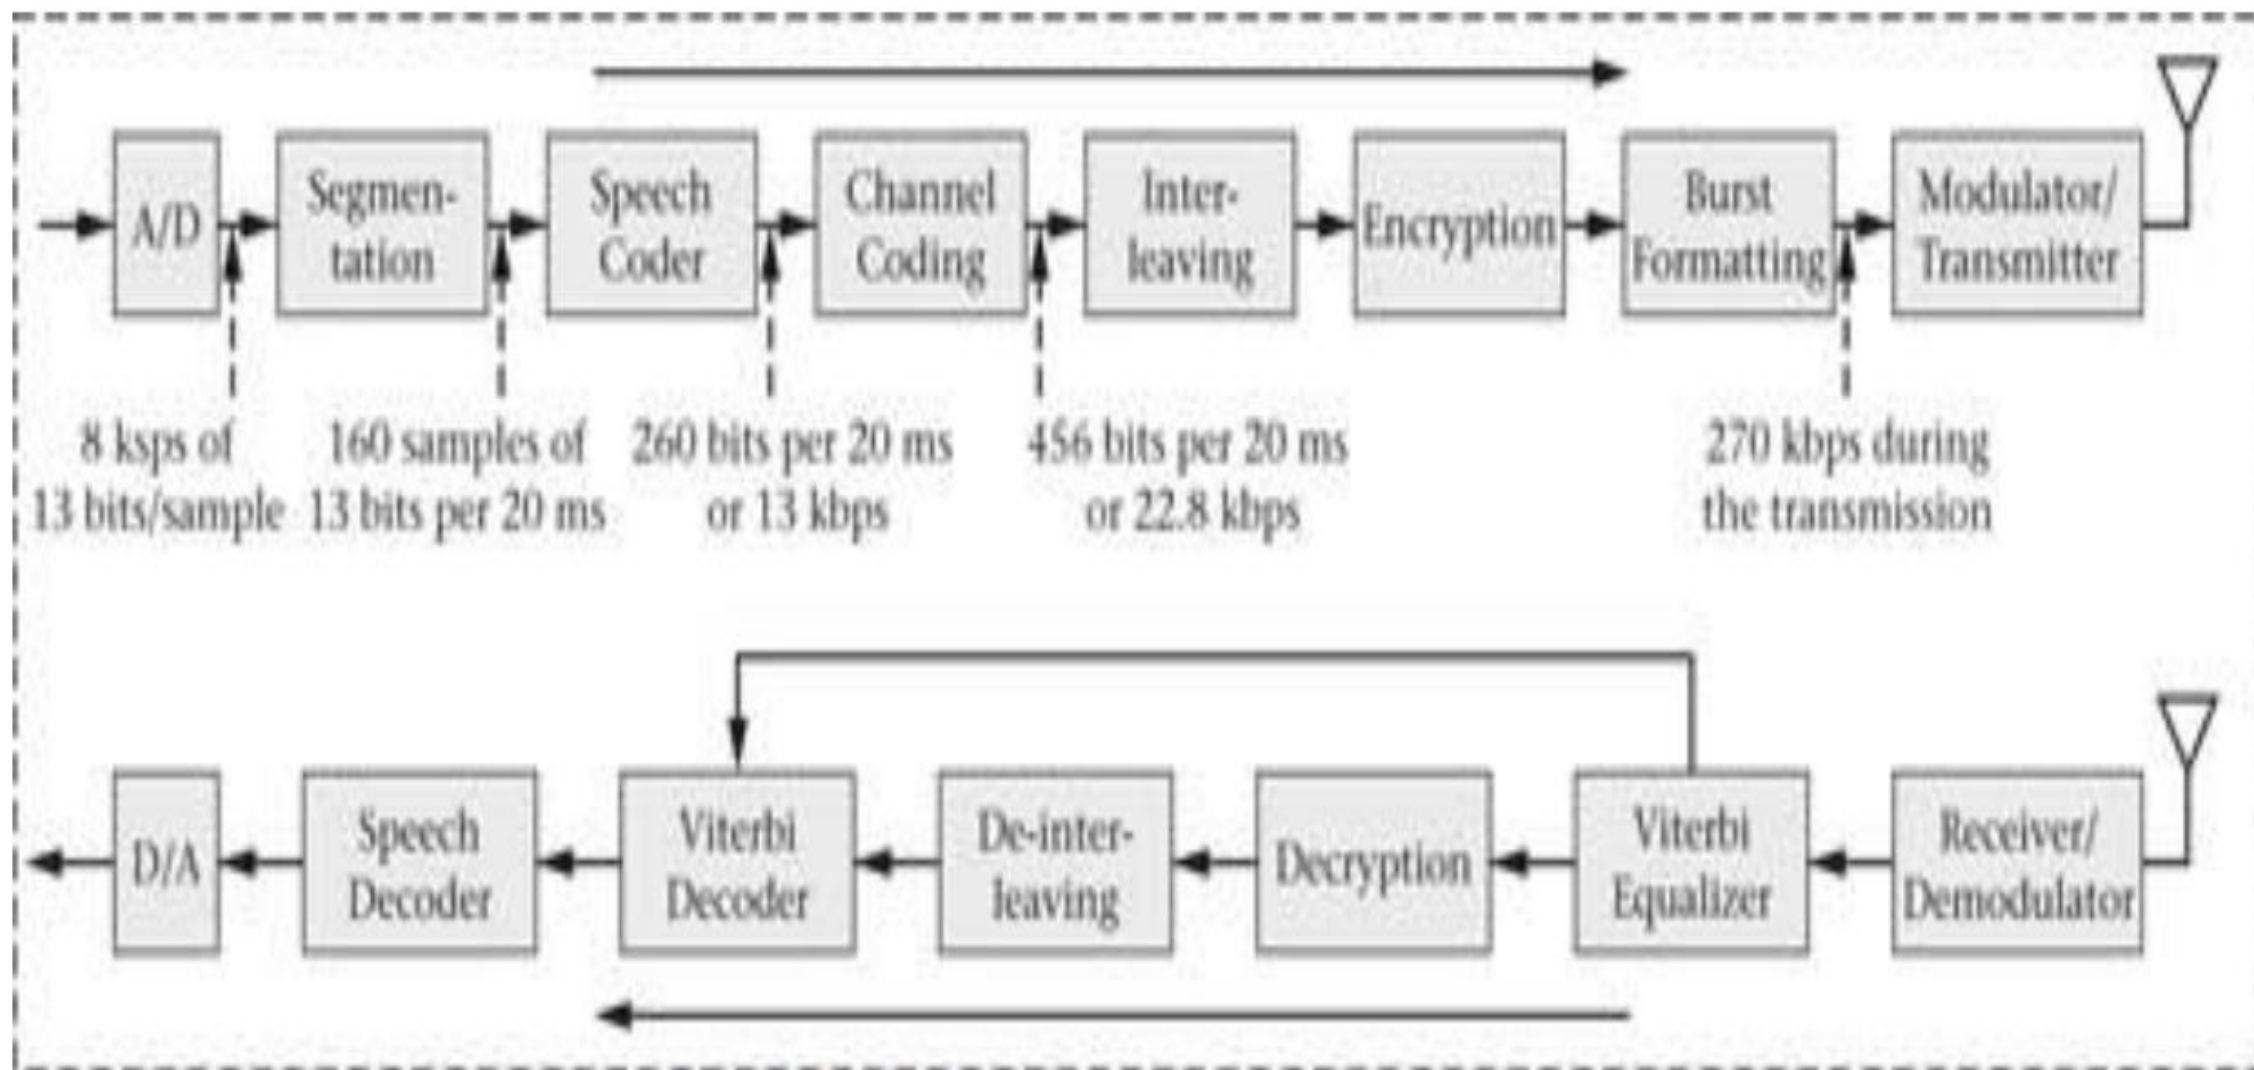 A/D
Segmen-
tation
Speech
Coder
Channel
Coding
Inter-
leaving
Encryption
Burst
Formatting
Modulator/
Transmitter
8 ksps of
13 bits/sample
160 samples of
13 bits per 20 ms
260 bits per 20 ms
or 13 kbps
456 bits per 20 ms
or 22.8 kbps
270 kbps during
the transmission
D/A
Speech
Decoder
Viterbi
Decoder
De-inter-
leaving
Decryption
Viterbi
Equalizer
Receiver/
Demodulator